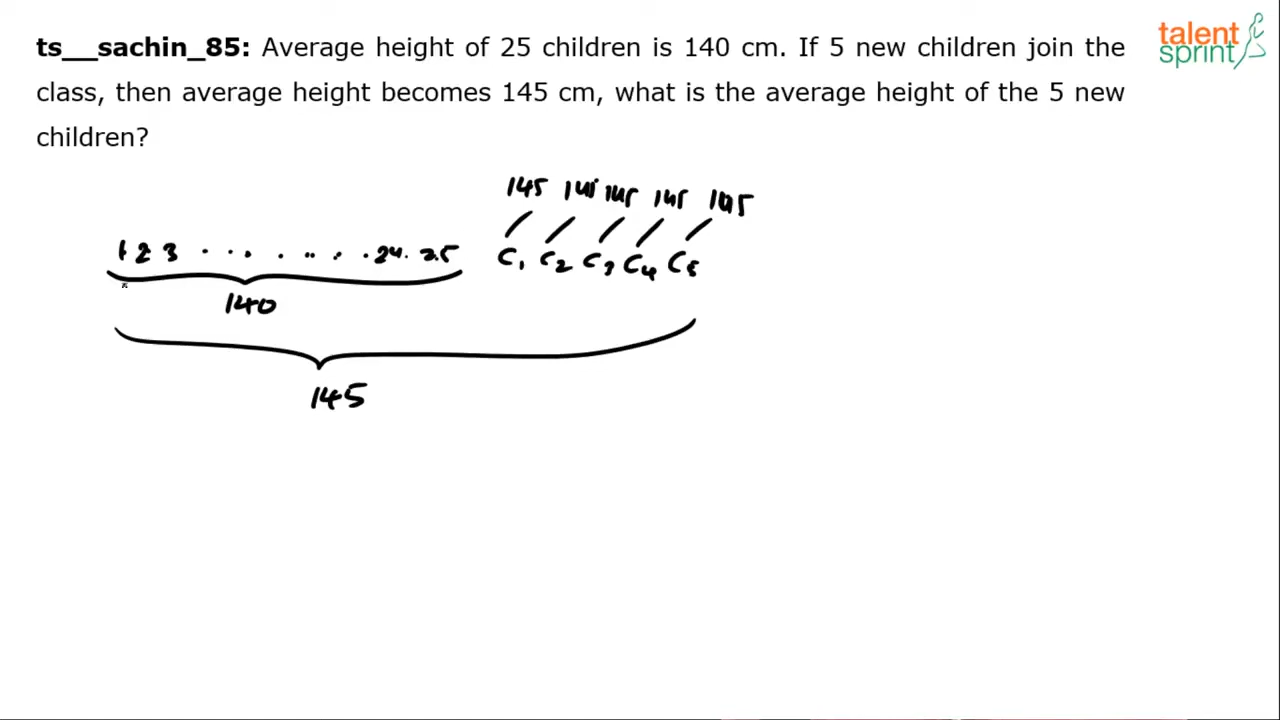 ts__sachin_85: Average height of 25 children is 140 cm. If 5 new children join the
class, then average height becomes 145 cm, what is the average height of the 5 new
children?
talent
sprint
145 145 145 145 145
1 2 3 . . . . . . . . . 24. 25 C1 C2 C3 C4 C5
140
145